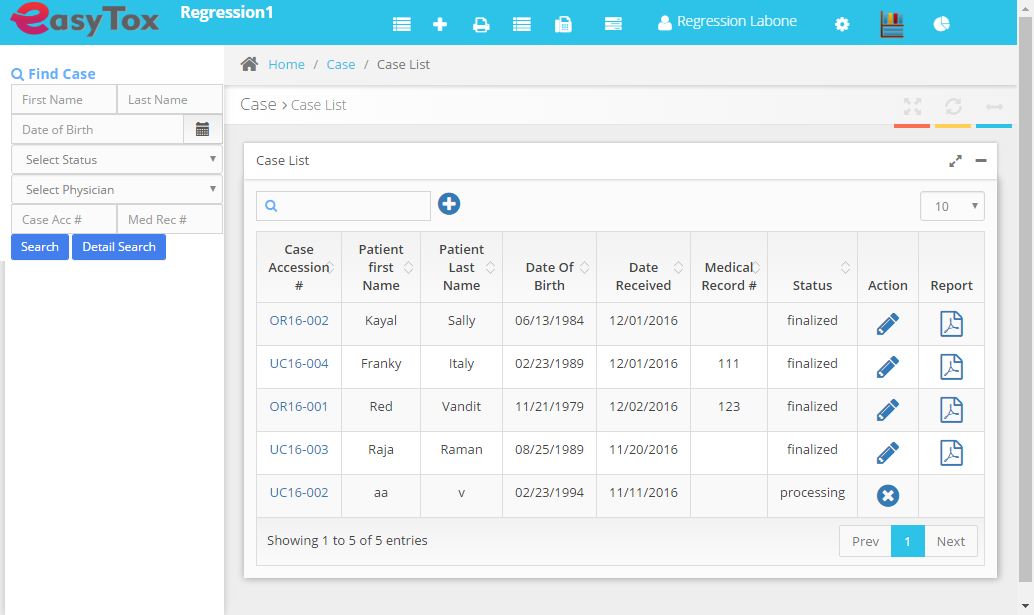 easyTox
Regression1
Regression Labone
Find Case
First Name
Last Name
Date of Birth
Select Status
Select Physician
Case Acc #
Med Rec #
Search
Detail Search
Home / Case / Case List
Case > Case List
Case List
10
Case Accession #
Patient first Name
Patient Last Name
Date Of Birth
Date Received
Medical Record #
Status
Action
Report
OR16-002 Kayal Sally 06/13/1984 12/01/2016 finalized
UC16-004 Franky Italy 02/23/1989 12/01/2016 111 finalized
OR16-001 Red Vandit 11/21/1979 12/02/2016 123 finalized
UC16-003 Raja Raman 08/25/1989 11/20/2016 finalized
UC16-002 aa v 02/23/1994 11/11/2016 processing
Showing 1 to 5 of 5 entries
Prev 1 Next